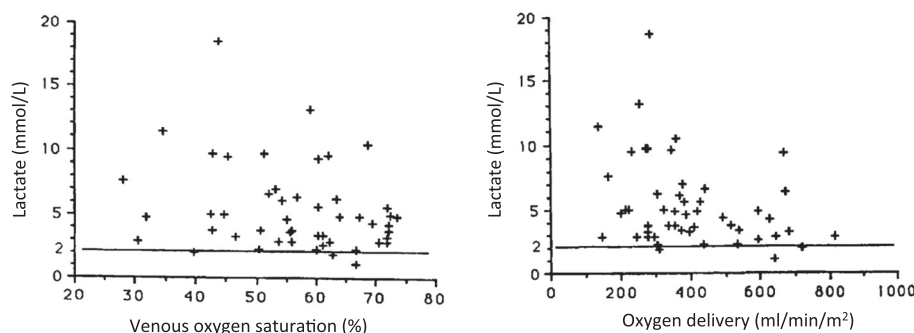 20
15
10
5
2
0
Lactate (mmol/L)
20 30 40 50 60 70 80
Venous oxygen saturation (%)
20
15
10
5
2
0
Lactate (mmol/L)
0 200 400 600 800 1000
Oxygen delivery (ml/min/m²)